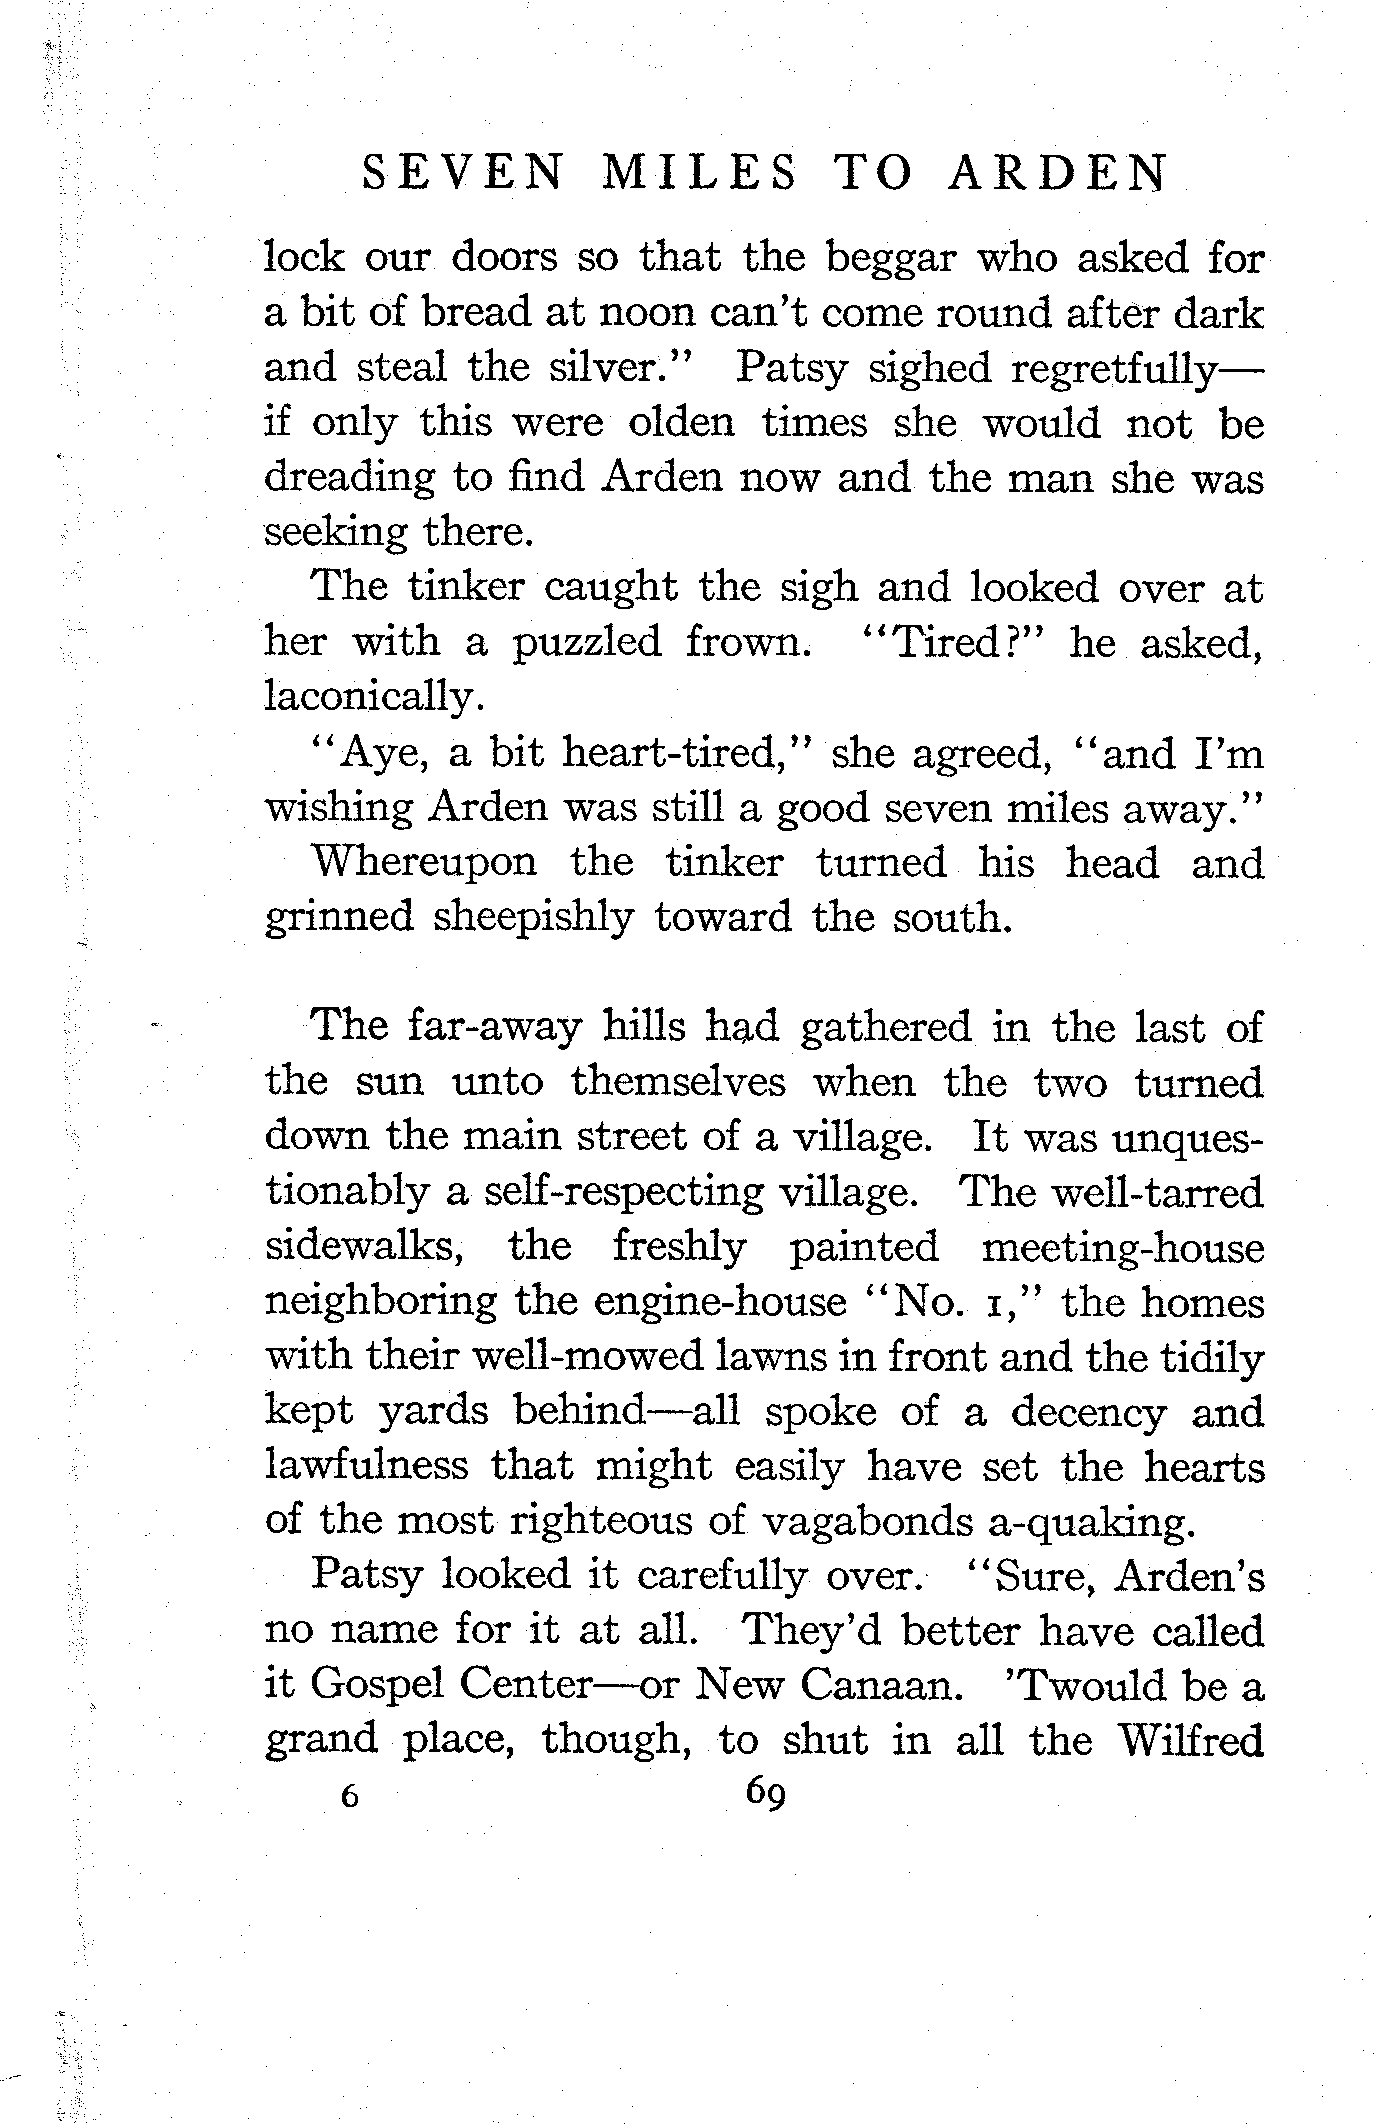 SEVEN MILES TO ARDEN
lock our doors so that the beggar who asked for
a bit of bread at noon can't come round after dark
and steal the silver." Patsy sighed regretfully—
if only this were olden times she would not be
dreading to find Arden now and the man she was
seeking there.
The tinker caught the sigh and looked over at
her with a puzzled frown. "Tired?" he asked,
laconically.
"Aye, a bit heart-tired," she agreed, "and I'm
wishing Arden was still a good seven miles away."
Whereupon the tinker turned his head and
grinned sheepishly toward the south.
The far-away hills had gathered in the last of
the sun unto themselves when the two turned
down the main street of a village. It was unques-
tionably a self-respecting village. The well-tarred
sidewalks, the freshly painted meeting-house
neighboring the engine-house "No. 1," the homes
with their well-mowed lawns in front and the tidily
kept yards behind—all spoke of a decency and
lawfulness that might easily have set the hearts
of the most righteous of vagabonds a-quaking.
Patsy looked it carefully over. "Sure, Arden's
no name for it at all. They'd better have called
it Gospel Center—or New Canaan. 'Twould be a
grand place, though, to shut in all the Wilfred
6 69